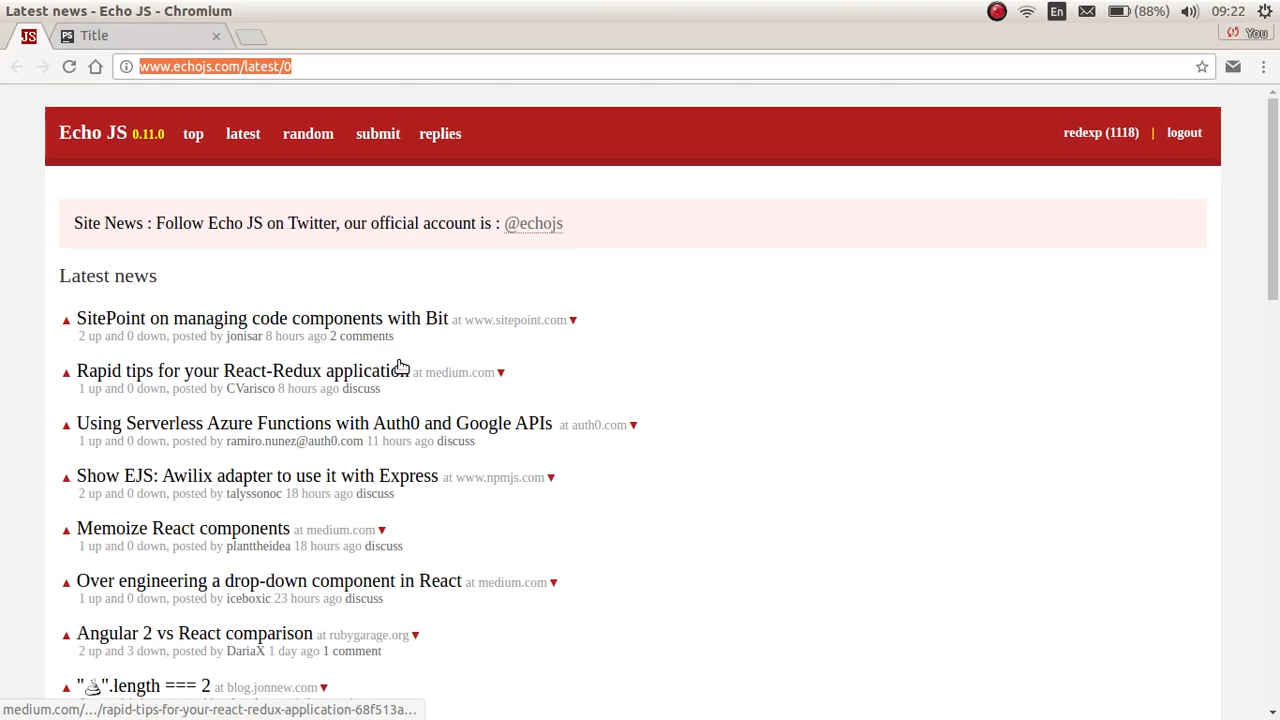 Latest news - Echo JS - Chromium
En (88%) 09:22
JS PS Title You
www.echojs.com/latest/0
Echo JS 0.11.0 top latest random submit replies redexp (1118) | logout
Site News : Follow Echo JS on Twitter, our official account is : @echojs
Latest news
▲ SitePoint on managing code components with Bit at www.sitepoint.com ▼
2 up and 0 down, posted by jonisar 8 hours ago 2 comments
▲ Rapid tips for your React-Redux application at medium.com ▼
1 up and 0 down, posted by CVarisco 8 hours ago discuss
▲ Using Serverless Azure Functions with Auth0 and Google APIs at auth0.com ▼
1 up and 0 down, posted by ramiro.nunez@auth0.com 11 hours ago discuss
▲ Show EJS: Awilix adapter to use it with Express at www.npmjs.com ▼
2 up and 0 down, posted by talyssonoc 18 hours ago discuss
▲ Memoize React components at medium.com ▼
1 up and 0 down, posted by planttheidea 18 hours ago discuss
▲ Over engineering a drop-down component in React at medium.com ▼
1 up and 0 down, posted by iceboxic 23 hours ago discuss
▲ Angular 2 vs React comparison at rubygarage.org ▼
2 up and 3 down, posted by DariaX 1 day ago 1 comment
▲ "💩".length === 2 at blog.jonnew.com ▼
medium.com/…/rapid-tips-for-your-react-redux-application-68f513a…